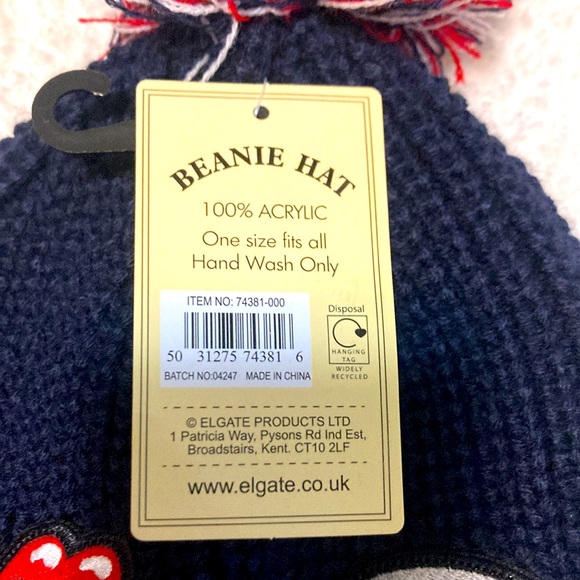 BEANIE HAT
100% ACRYLIC
One size fits all
Hand Wash Only
ITEM NO: 74381-000
50 31275 74381 6
BATCH NO:04247 MADE IN CHINA
Disposal
HANGING
TAG
WIDELY
RECYCLED
© ELGATE PRODUCTS LTD
1 Patricia Way, Pysons Rd Ind Est,
Broadstairs, Kent. CT10 2LF
www.elgate.co.uk